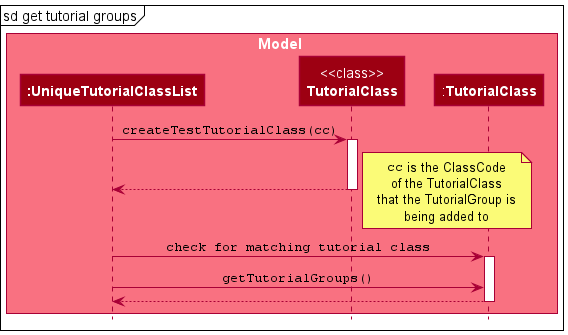 sd get tutorial groups
Model
<<class>>
:UniqueTutorialClassList
TutorialClass
:TutorialClass
createTestTutorialClass(cc)
cc is the ClassCode
of the TutorialClass
that the TutorialGroup is
being added to
check for matching tutorial class
getTutorialGroups()